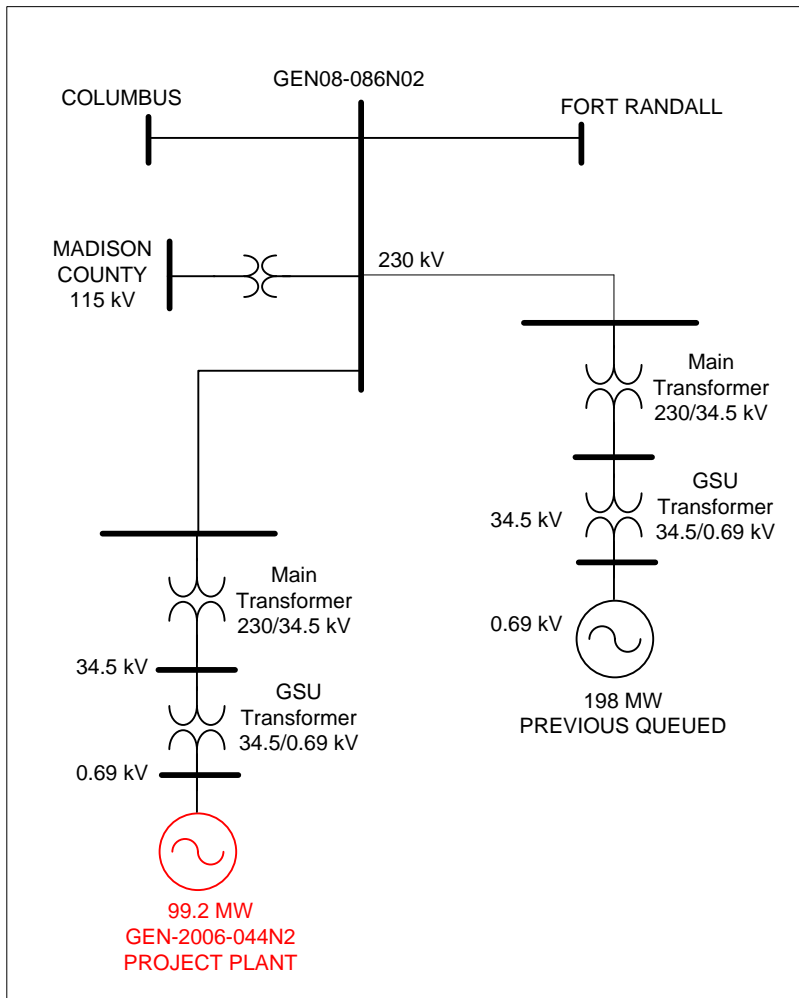 GEN08-086N02
COLUMBUS
FORT RANDALL
MADISON
COUNTY
115 kV
230 kV
Main
Transformer
230/34.5 kV
GSU
Transformer
34.5/0.69 kV
34.5 kV
0.69 kV
198 MW
PREVIOUS QUEUED
Main
Transformer
230/34.5 kV
34.5 kV
GSU
Transformer
34.5/0.69 kV
0.69 kV
99.2 MW
GEN-2006-044N2
PROJECT PLANT